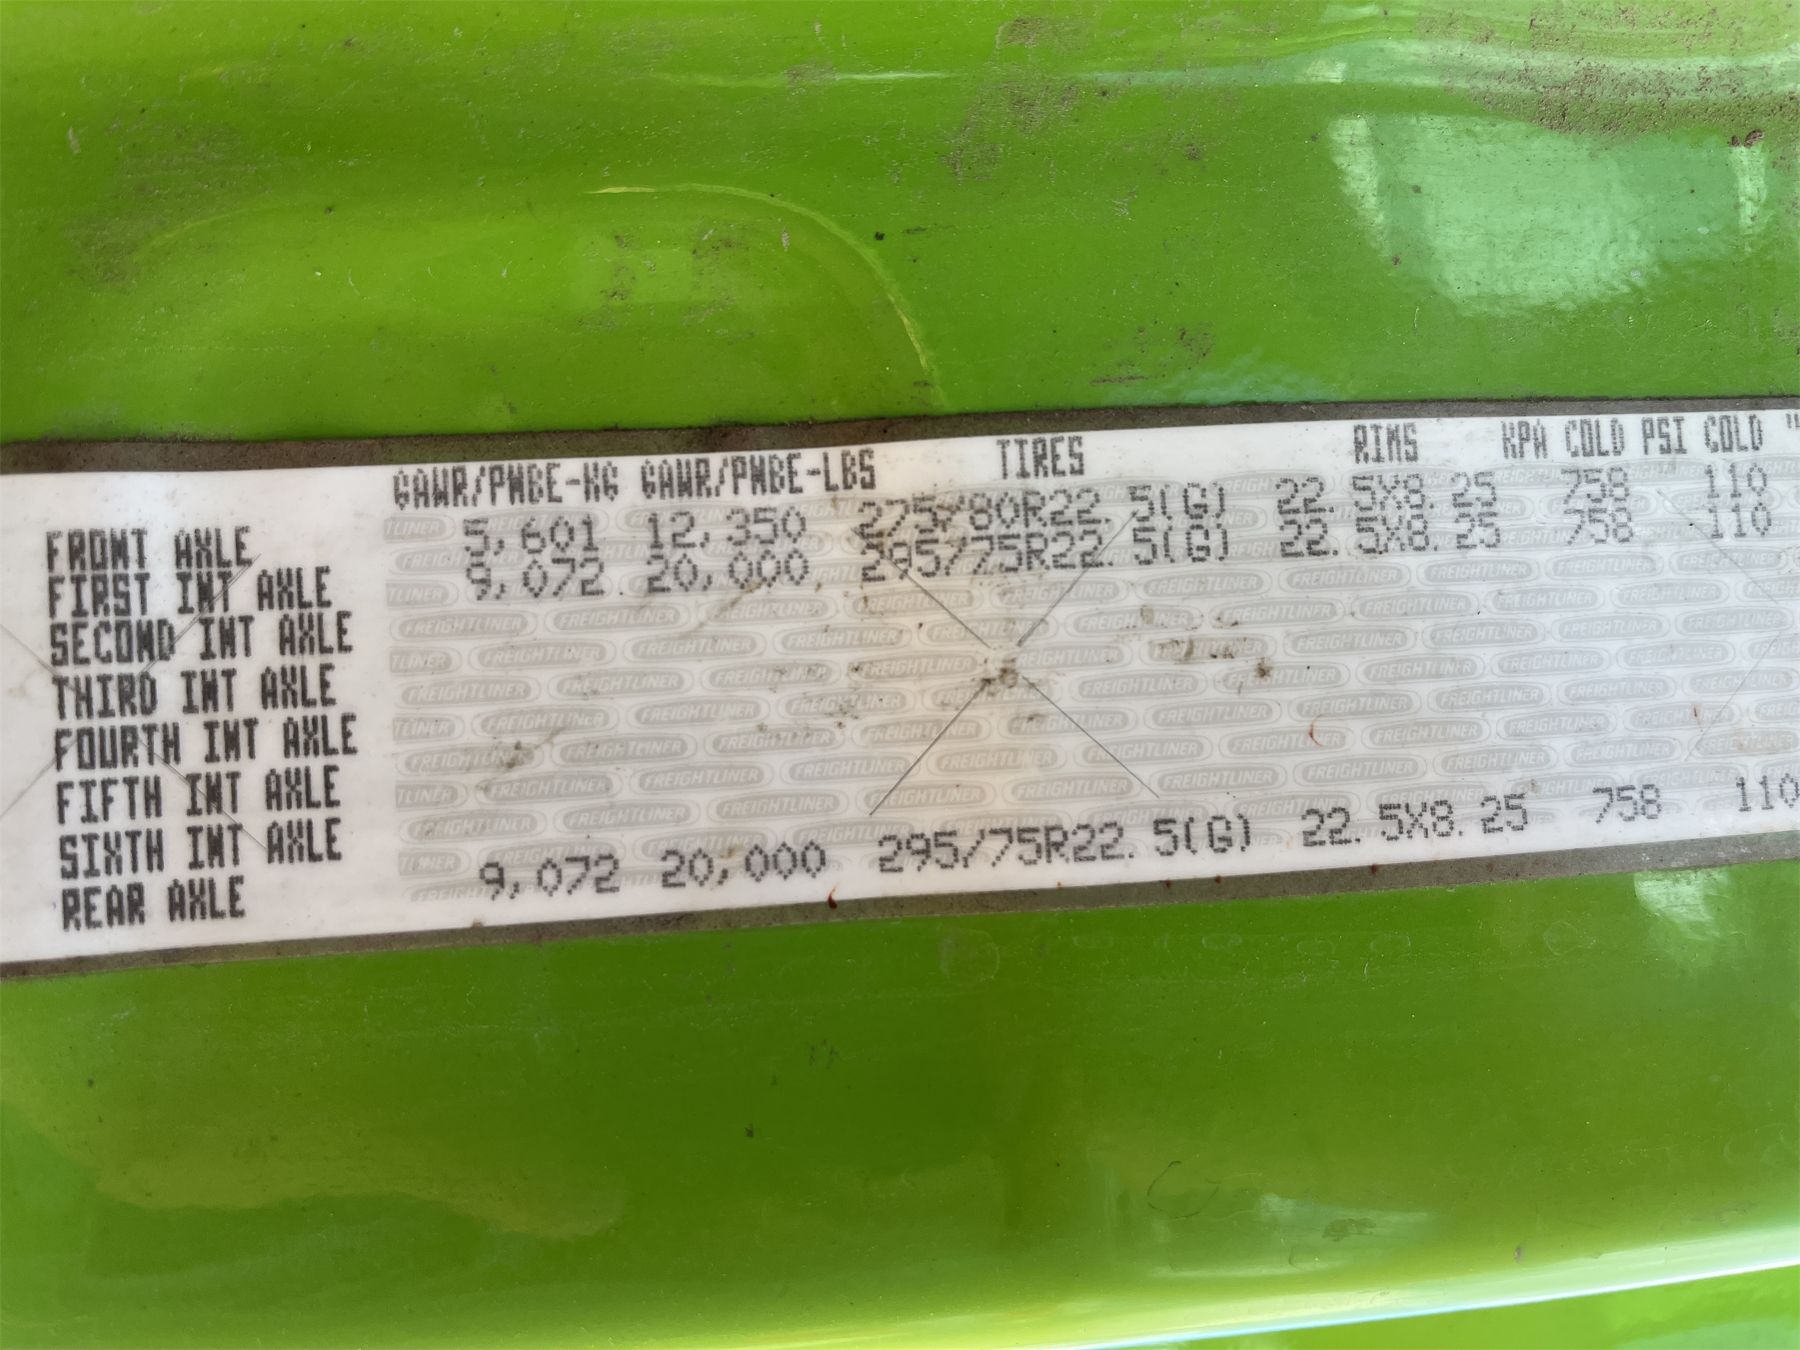 GAWR/PNBE-KG GAWR/PNBE-LBS TIRES RIMS KPA COLD PSI COLD
FRONT AXLE 5,601 12,350 275/80R22.5(G) 22.5X8.25 758 110
FIRST INT AXLE 9,072 20,000 295/75R22.5(G) 22.5X8.25 758 110
SECOND INT AXLE
THIRD INT AXLE
FOURTH INT AXLE
FIFTH INT AXLE
SIXTH INT AXLE
REAR AXLE 9,072 20,000 295/75R22.5(G) 22.5X8.25 758 110
FREIGHTLINER